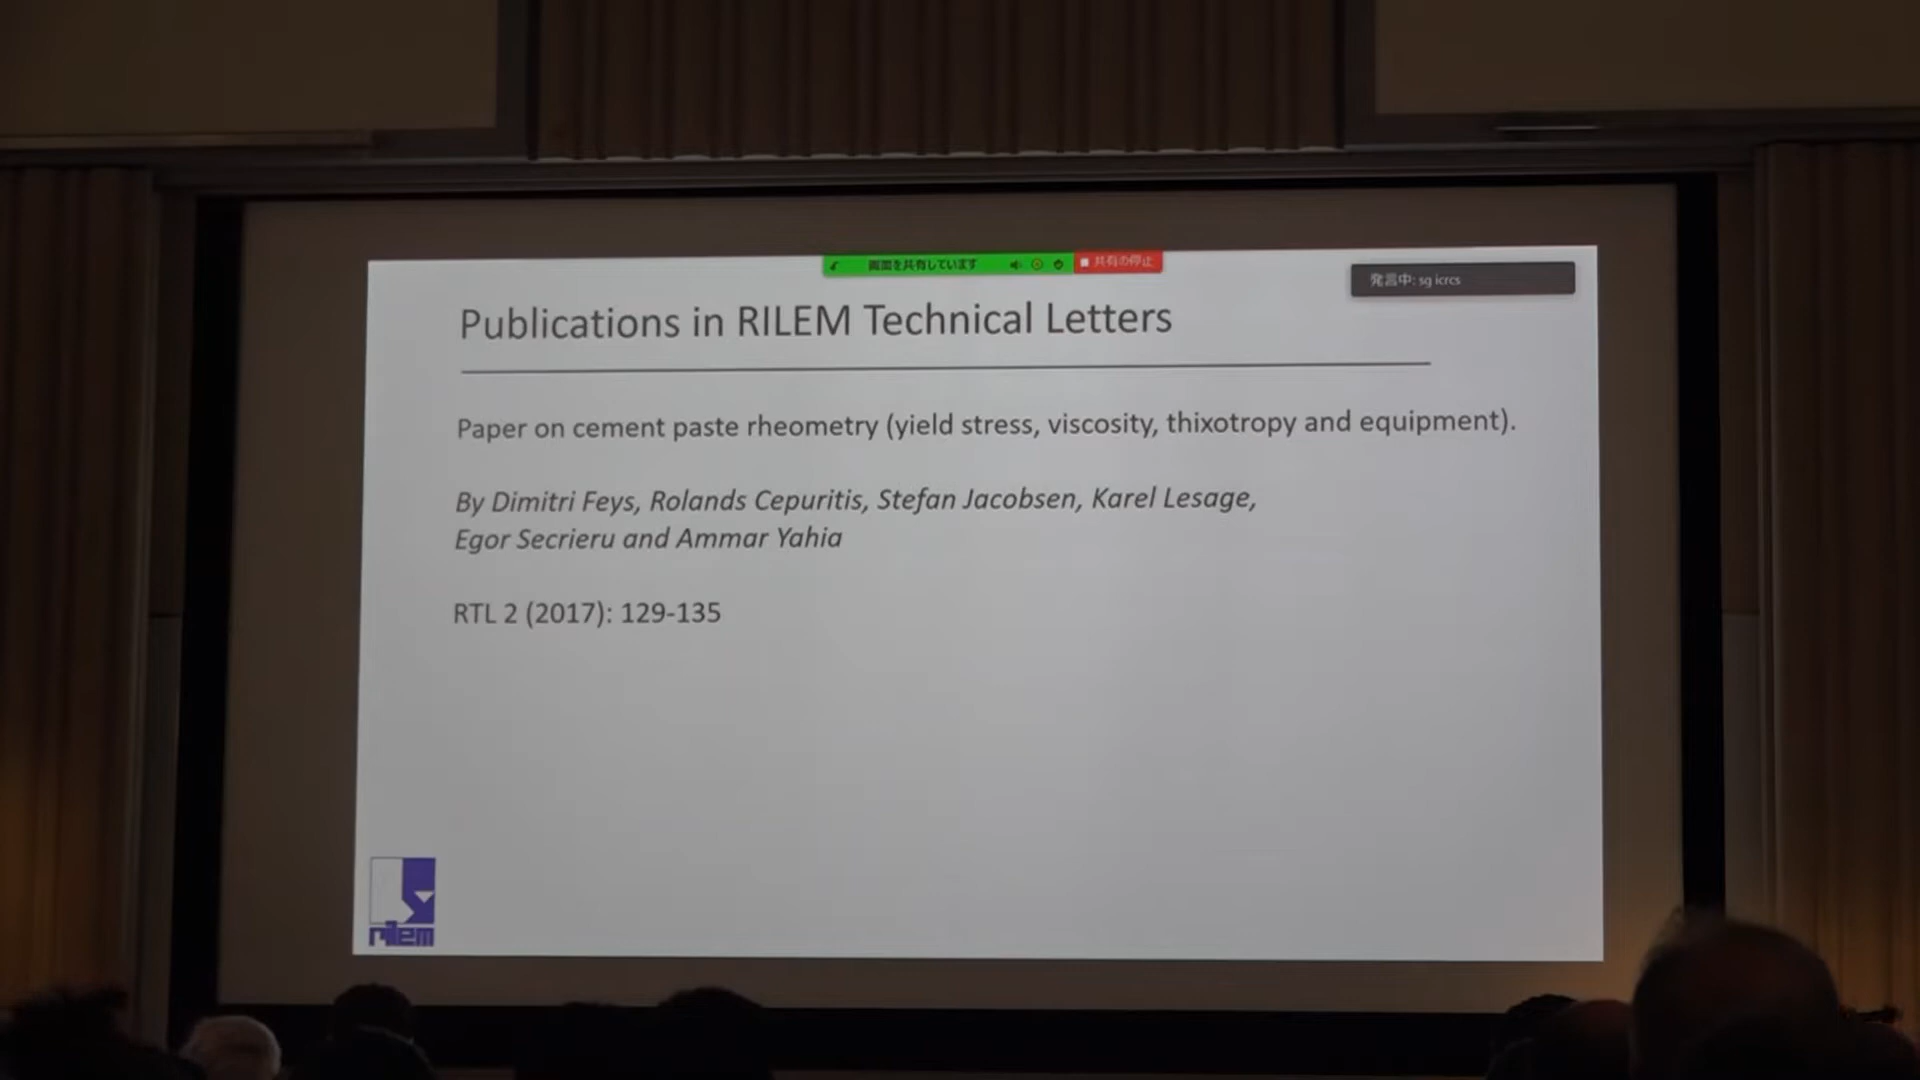 画面を共有しています
共有の停止
発言中: sg icrcs
Publications in RILEM Technical Letters
Paper on cement paste rheometry (yield stress, viscosity, thixotropy and equipment).
By Dimitri Feys, Rolands Cepuritis, Stefan Jacobsen, Karel Lesage,
Egor Secrieru and Ammar Yahia
RTL 2 (2017): 129-135
rilem